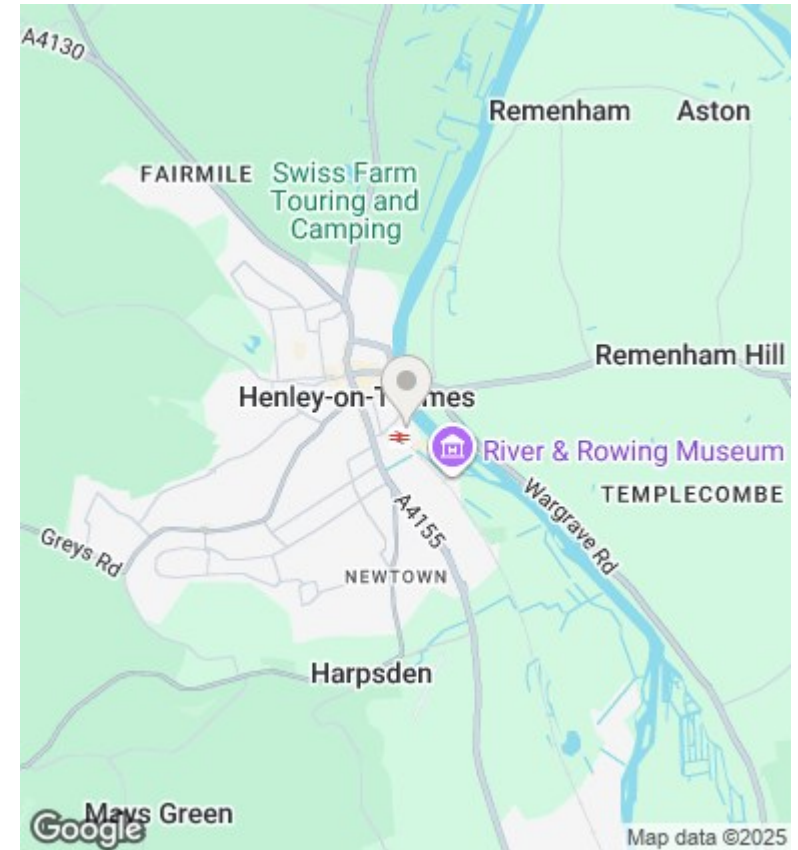 A4130
Remenham
Aston
FAIRMILE
Swiss Farm
Touring and
Camping
Remenham Hill
Henley-on-T mes
River & Rowing Museum
TEMPLECOMBE
Wargrave Rd
A4155
Greys Rd
NEWTOWN
Harpsden
Mays Green
Google
Map data ©2025